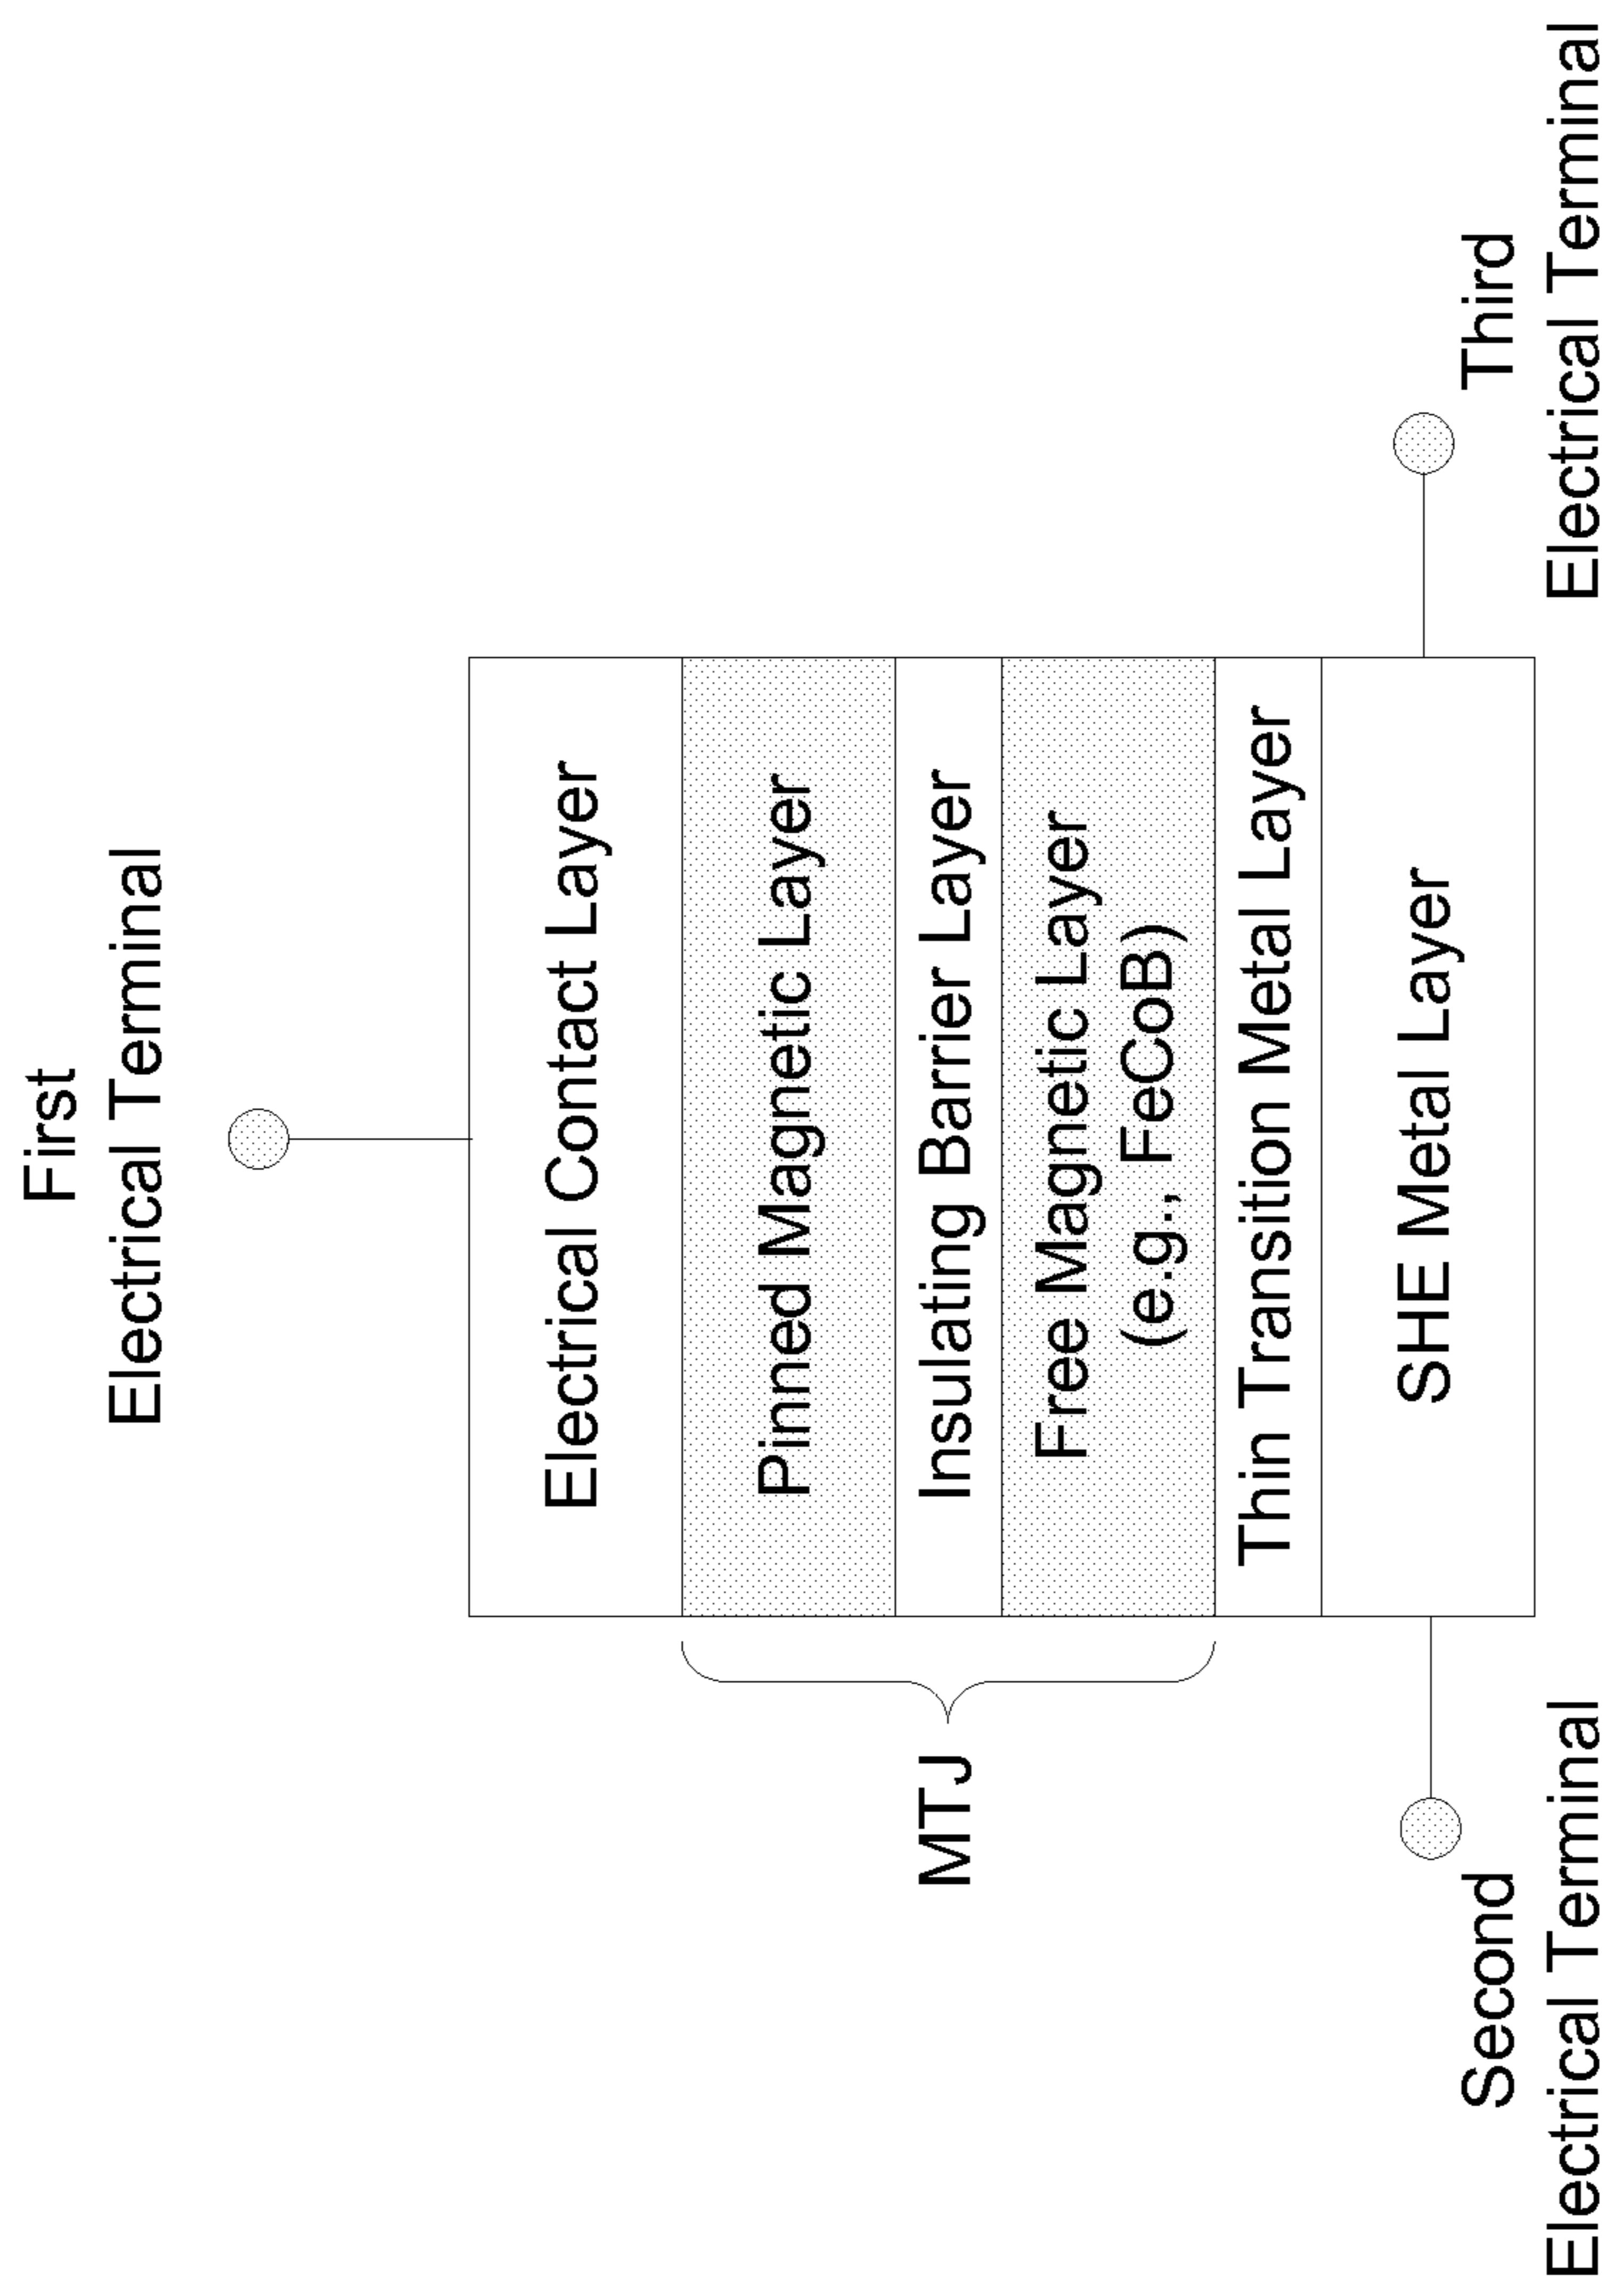 First
Electrical Terminal
Electrical Contact Layer
Pinned Magnetic Layer
Insulating Barrier Layer
Free Magnetic Layer
(e.g., FeCoB)
Thin Transition Metal Layer
SHE Metal Layer
MTJ
Second
Electrical Terminal
Third
Electrical Terminal